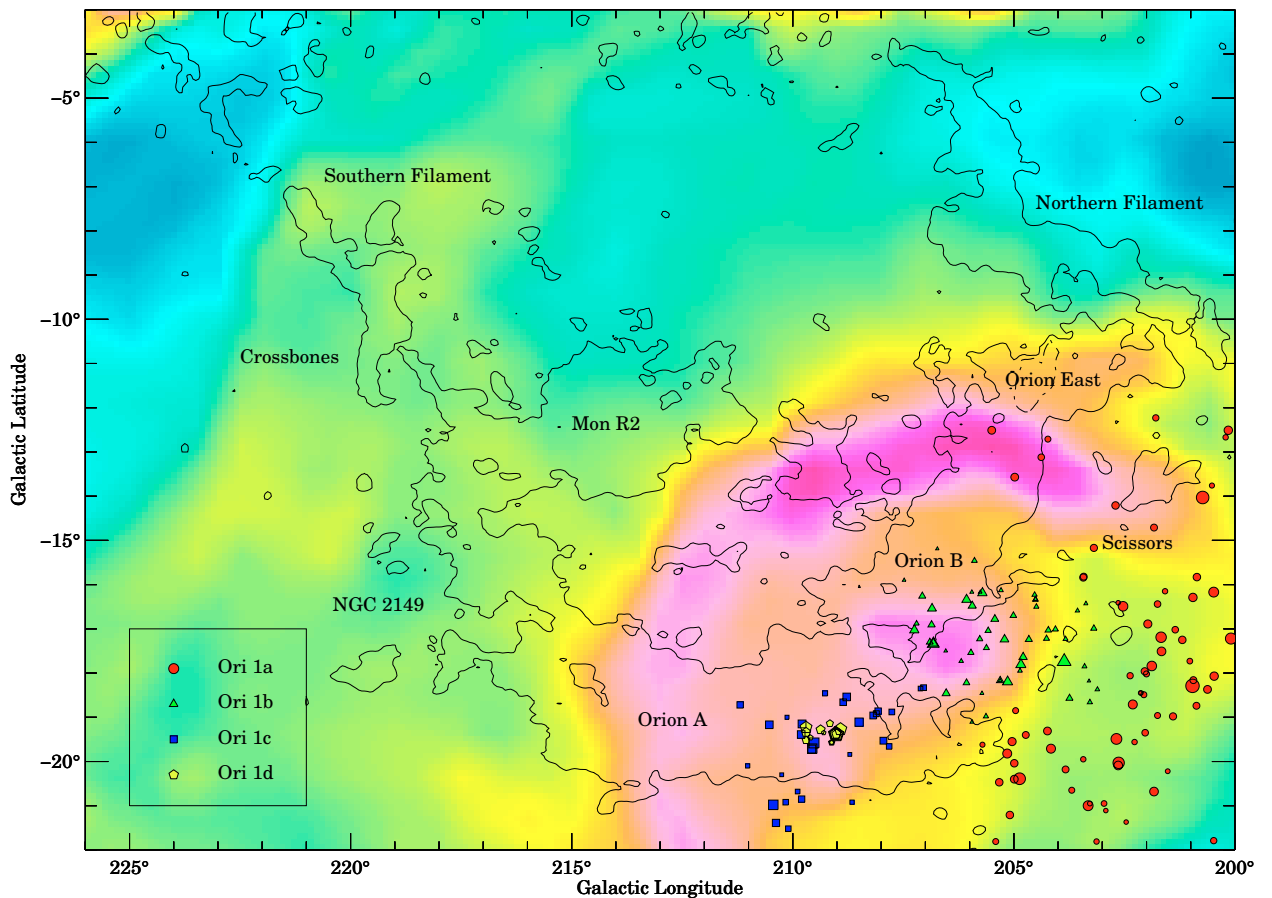 −5°
Southern Filament
Northern Filament
−10°
Crossbones
Orion East
Mon R2
−15°
Scissors
Orion B
NGC 2149
Ori 1a
Ori 1b
Orion A
Ori 1c
−20°
Ori 1d
225°
220°
215°
210°
205°
200°
Galactic Longitude
Galactic Latitude